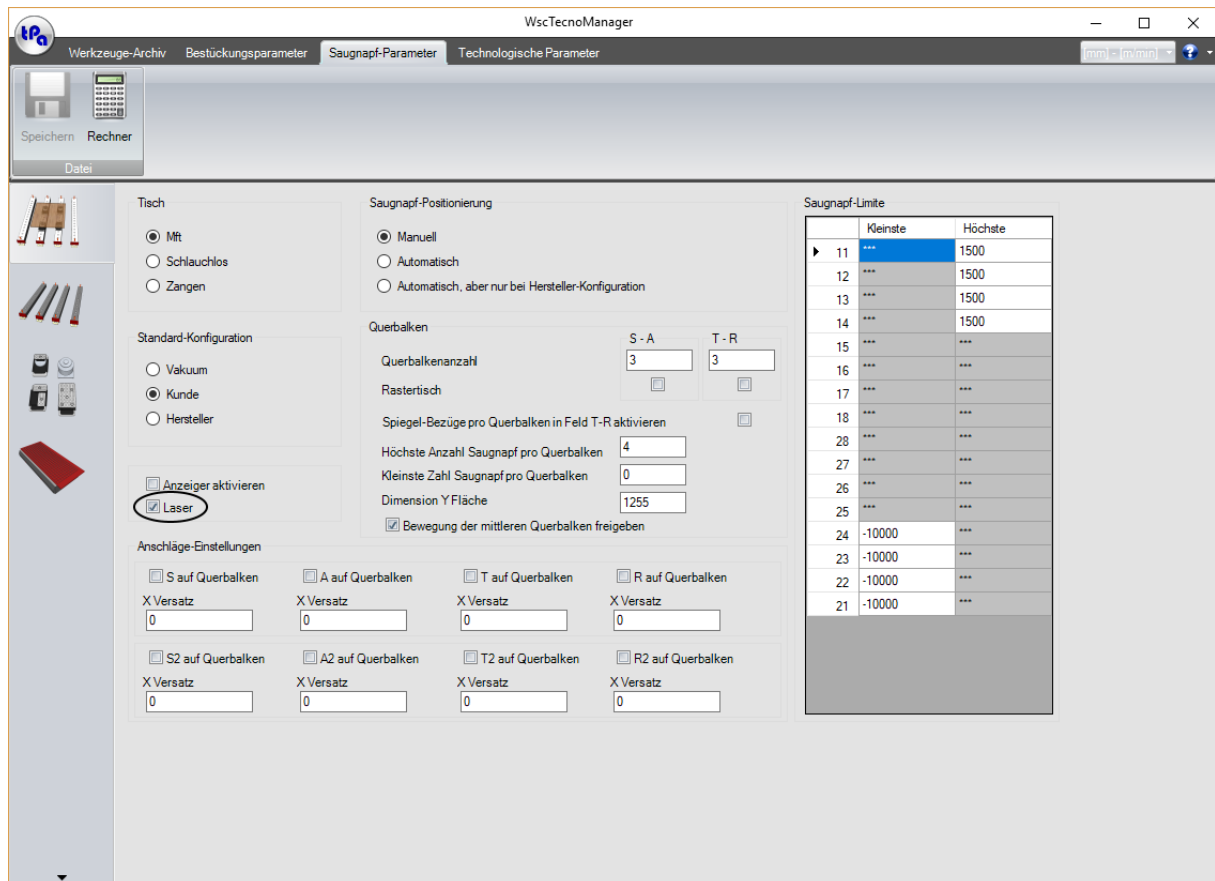 WscTecnoManager
tpa
Werkzeuge-Archiv Bestückungsparameter Saugnapf-Parameter Technologische Parameter [mm] - [m/min]
Speichern Rechner
Datei
Tisch
Mft
Schlauchlos
Zangen
Saugnapf-Positionierung
Manuell
Automatisch
Automatisch, aber nur bei Hersteller-Konfiguration
Standard-Konfiguration
Vakuum
Kunde
Hersteller
Anzeiger aktivieren
Laser
Querbalken
S - A T - R
Querbalkenanzahl 3 3
Rastertisch
Spiegel-Bezüge pro Querbalken in Feld T-R aktivieren
Höchste Anzahl Saugnapf pro Querbalken 4
Kleinste Zahl Saugnapf pro Querbalken 0
Dimension Y Fläche 1255
Bewegung der mittleren Querbalken freigeben
Anschläge-Einstellungen
S auf Querbalken A auf Querbalken T auf Querbalken R auf Querbalken
X Versatz X Versatz X Versatz X Versatz
0 0 0 0
S2 auf Querbalken A2 auf Querbalken T2 auf Querbalken R2 auf Querbalken
X Versatz X Versatz X Versatz X Versatz
0 0 0 0
Saugnapf-Limite
Kleinste Höchste
11 *** 1500
12 *** 1500
13 *** 1500
14 *** 1500
15 *** ***
16 *** ***
17 *** ***
18 *** ***
28 *** ***
27 *** ***
26 *** ***
25 *** ***
24 -10000 ***
23 -10000 ***
22 -10000 ***
21 -10000 ***